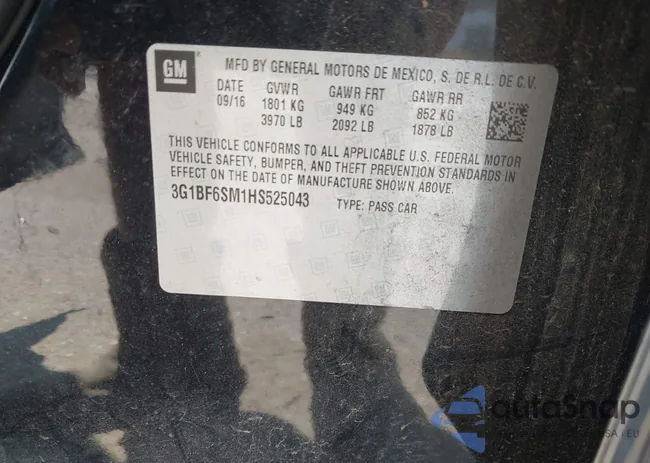 GM
MFD BY GENERAL MOTORS DE MEXICO, S. DE R.L. DE C.V.
DATE GVWR GAWR FRT GAWR RR
09/16 1801 KG 949 KG 852 KG
3970 LB 2092 LB 1878 LB
THIS VEHICLE CONFORMS TO ALL APPLICABLE U.S. FEDERAL MOTOR
VEHICLE SAFETY, BUMPER, AND THEFT PREVENTION STANDARDS IN
EFFECT ON THE DATE OF MANUFACTURE SHOWN ABOVE.
3G1BF6SM1HS525043 TYPE: PASS CAR
autoSnap
USA | EU